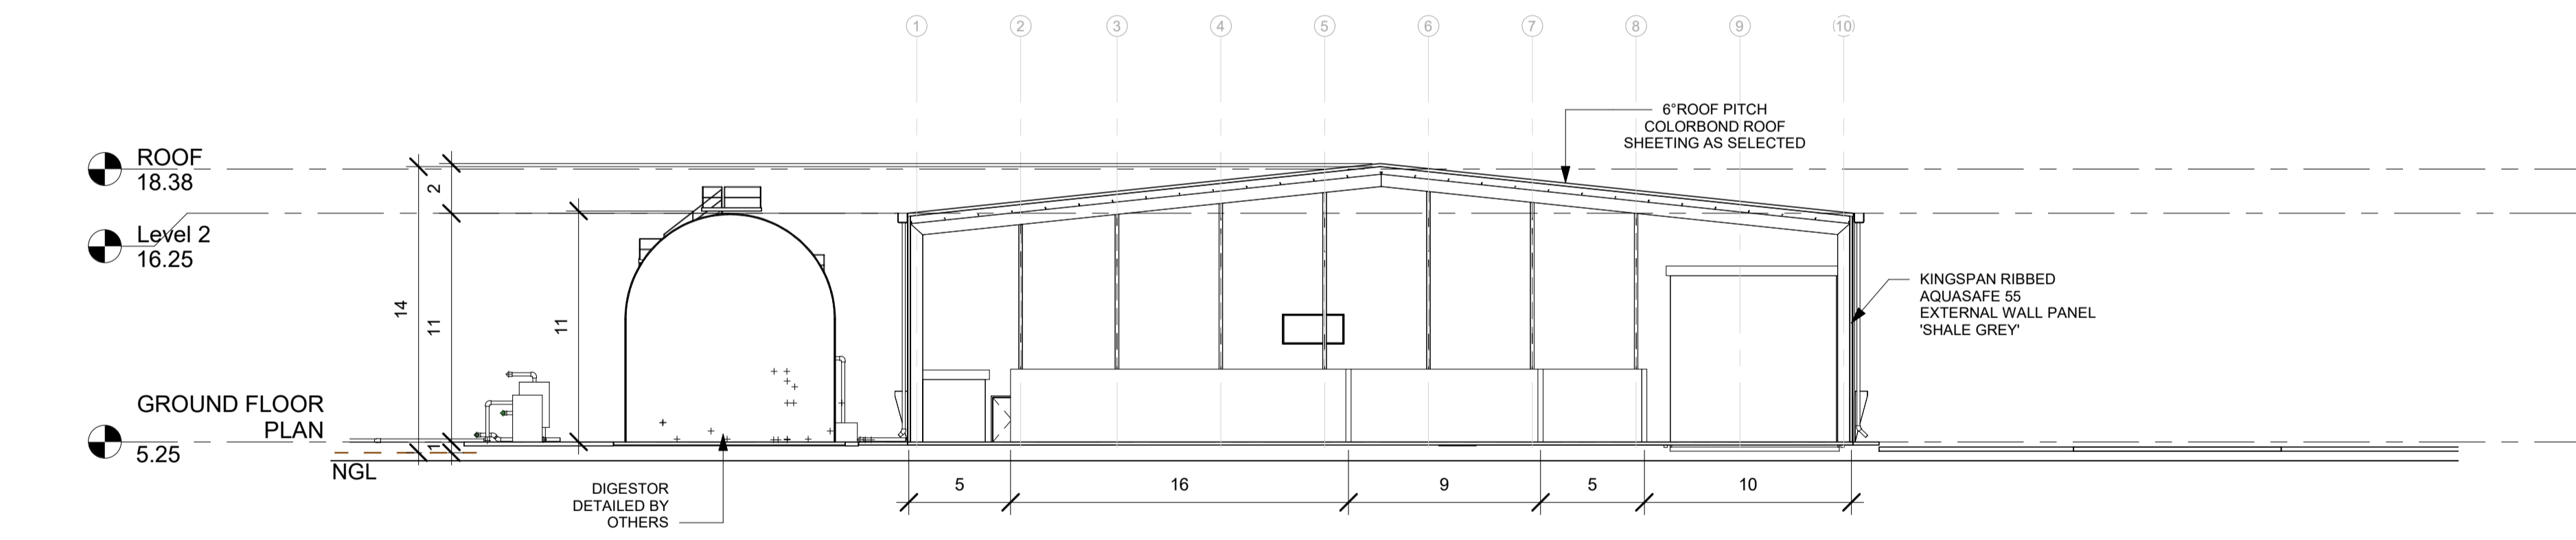 1 2 3 4 5 6 7 8 9 10
6°ROOF PITCH
COLORBOND ROOF
SHEETING AS SELECTED
ROOF
18.38
2
Level 2
16.25
14
11
11
KINGSPAN RIBBED
AQUASAFE 55
EXTERNAL WALL PANEL
'SHALE GREY'
GROUND FLOOR
PLAN
5.25
1
NGL
DIGESTOR
DETAILED BY
OTHERS
5 16 9 5 10